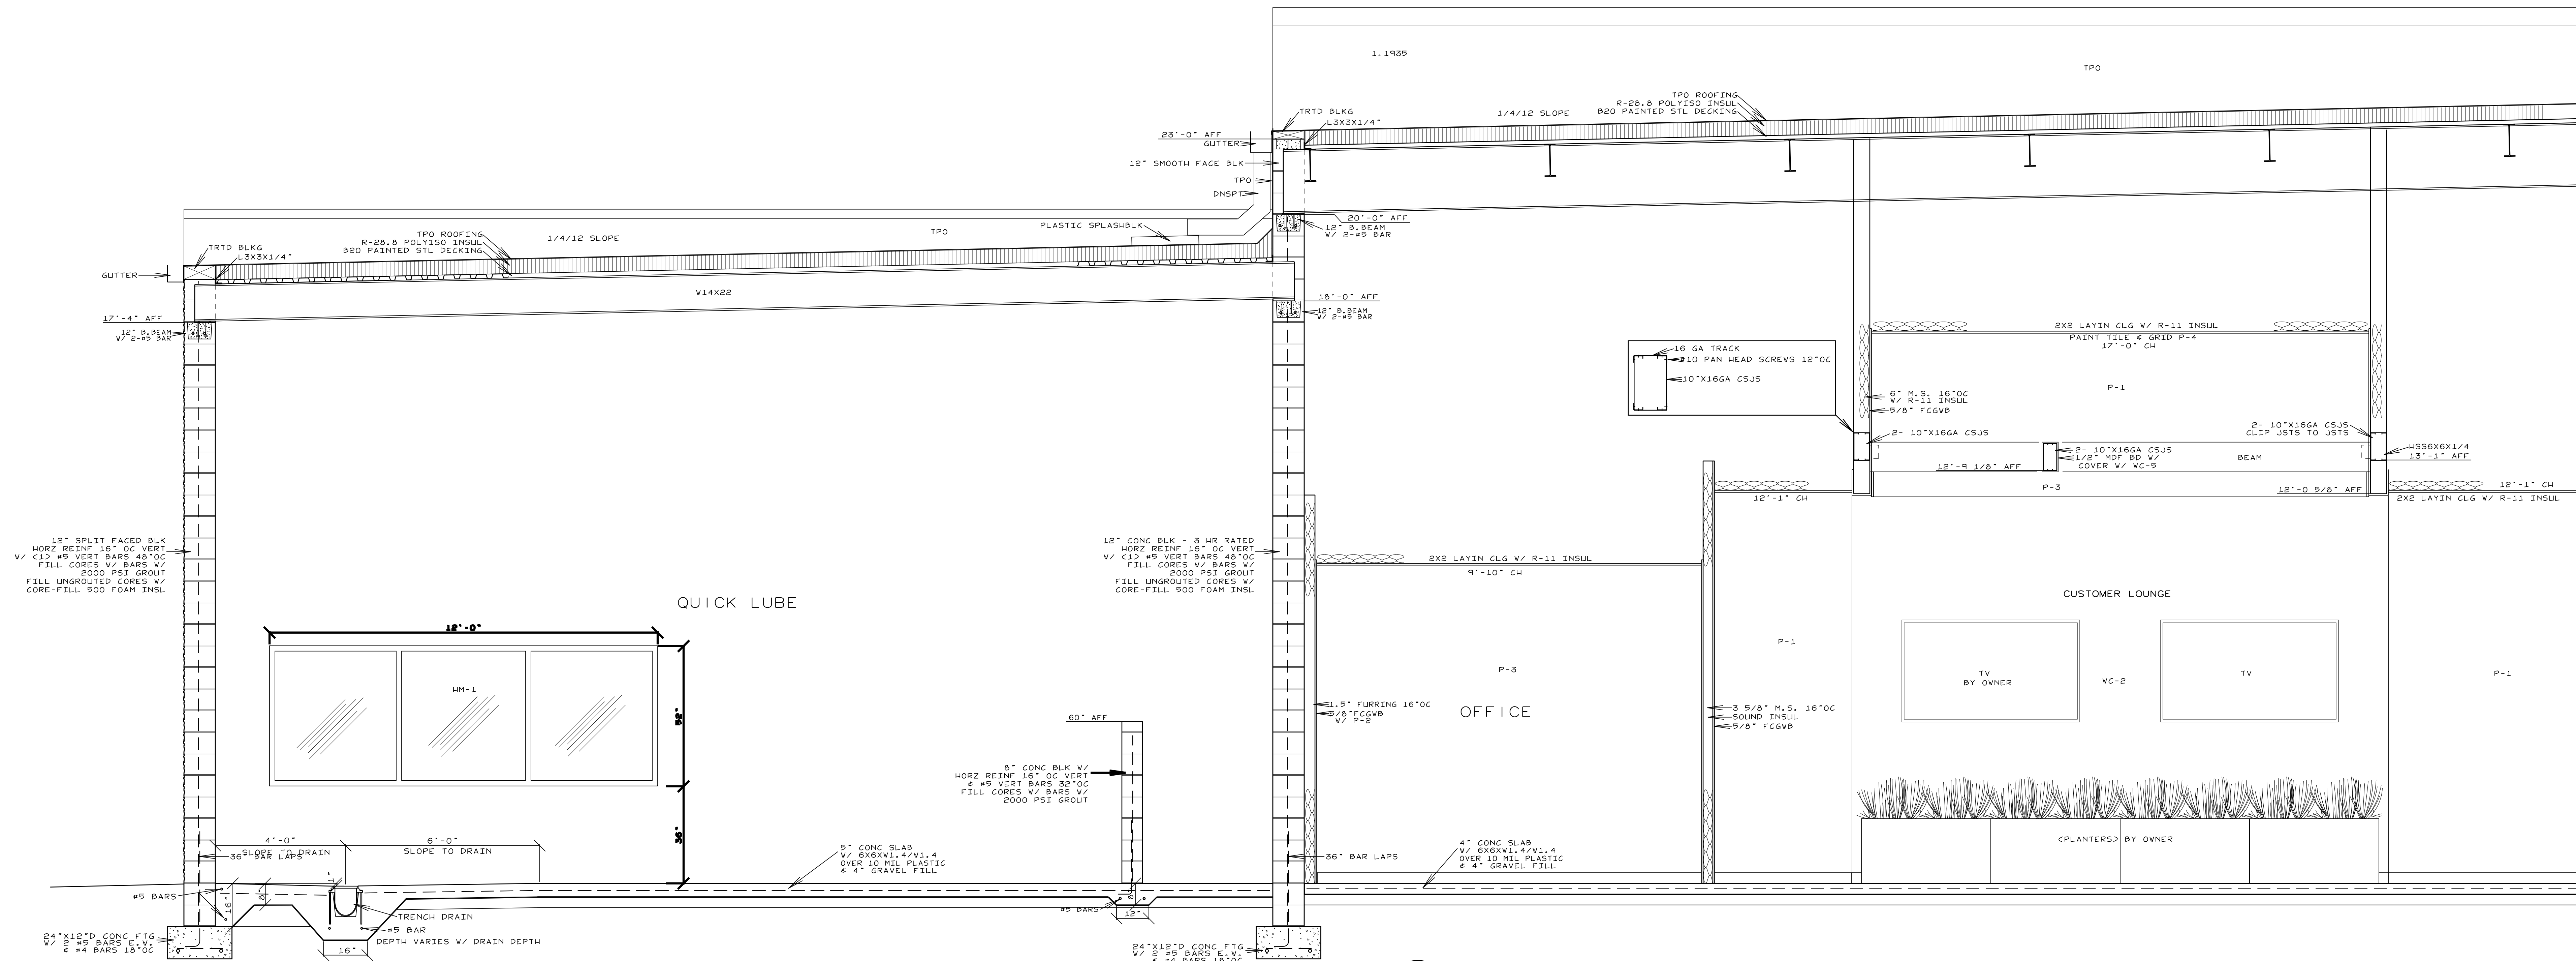 1.1935
TPO
TPO ROOFING
R-28.8 POLYISO INSUL
B20 PAINTED STL DECKING
1/4/12 SLOPE
TRTD BLKG
L3X3X1/4"
23'-0" AFF
GUTTER
12" SMOOTH FACE BLK
TPO
DNSPT
PLASTIC SPLASHBLK
20'-0" AFF
12" B.BEAM
W/ 2-#5 BAR
TPO
1/4/12 SLOPE
TPO ROOFING
R-28.8 POLYISO INSUL
B20 PAINTED STL DECKING
TRTD BLKG
L3X3X1/4"
GUTTER
W14X22
18'-0" AFF
12" B.BEAM
W/ 2-#5 BAR
17'-4" AFF
12" B.BEAM
W/ 2-#5 BAR
2X2 LAYIN CLG W/ R-11 INSUL
PAINT TILE & GRID P-4
17'-0" CH
16 GA TRACK
#10 PAN HEAD SCREWS 12"OC
10"X16GA CSJS
P-1
6" M.S. 16"OC
W/ R-11 INSUL
5/8" FCGWB
2- 10"X16GA CSJS
2- 10"X16GA CSJS
CLIP JSTS TO JSTS
2- 10"X16GA CSJS
1/2" MDF BD W/
COVER W/ WC-5
BEAM
HSS6X6X1/4
13'-1" AFF
12'-9 1/8" AFF
P-3
12'-0 5/8" AFF
12'-1" CH
12'-1" CH
2X2 LAYIN CLG W/ R-11 INSUL
12" SPLIT FACED BLK
HORZ REINF 16" OC VERT
W/ (1) #5 VERT BARS 48"OC
FILL CORES W/ BARS W/
2000 PSI GROUT
FILL UNGROUTED CORES W/
CORE-FILL 500 FOAM INSL
12" CONC BLK - 3 HR RATED
HORZ REINF 16" OC VERT
W/ (1) #5 VERT BARS 48"OC
FILL CORES W/ BARS W/
2000 PSI GROUT
FILL UNGROUTED CORES W/
CORE-FILL 500 FOAM INSL
2X2 LAYIN CLG W/ R-11 INSUL
9'-10" CH
QUICK LUBE
CUSTOMER LOUNGE
12'-0"
HM-1
52"
36"
P-1
P-3
OFFICE
TV
BY OWNER
WC-2
TV
P-1
1.5" FURRING 16"OC
5/8"FCGWB
W/ P-2
3 5/8" M.S. 16"OC
SOUND INSUL
5/8" FCGWB
60" AFF
8" CONC BLK W/
HORZ REINF 16" OC VERT
& #5 VERT BARS 32"OC
FILL CORES W/ BARS W/
2000 PSI GROUT
4'-0"
SLOPE TO DRAIN
6'-0"
SLOPE TO DRAIN
36" BAR LAPS
5" CONC SLAB
W/ 6X6XW1.4/W1.4
OVER 10 MIL PLASTIC
& 4" GRAVEL FILL
36" BAR LAPS
4" CONC SLAB
W/ 6X6XW1.4/W1.4
OVER 10 MIL PLASTIC
& 4" GRAVEL FILL
(PLANTERS) BY OWNER
1"
#5 BARS
16"
8"
TRENCH DRAIN
#5 BAR
DEPTH VARIES W/ DRAIN DEPTH
16"
#5 BARS
8"
12"
24"X12"D CONC FTG
W/ 2 #5 BARS E.W.
& #4 BARS 18"OC
24"X12"D CONC FTG
W/ 2 #5 BARS E.W.
& #4 BARS 18"OC